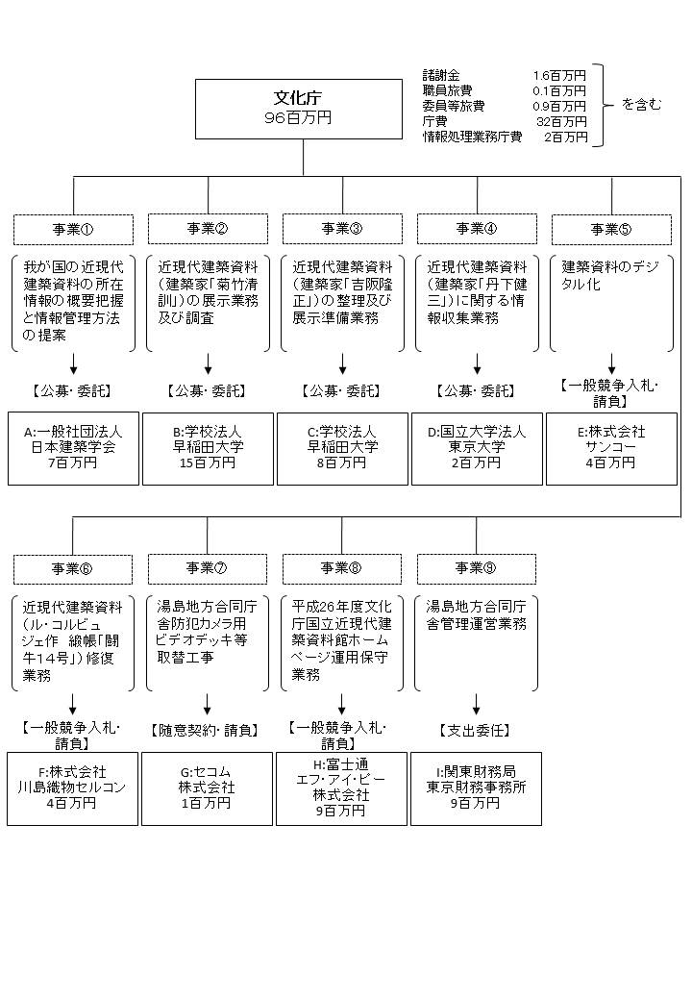 文化庁
96百万円
諸謝金 1.6百万円
職員旅費 0.1百万円
委員等旅費 0.9百万円
庁費 32百万円
情報処理業務庁費 2百万円
を含む
事業①
我が国の近現代
建築資料の所在
情報の概要把握
と情報管理方法
の提案
【公募・委託】
A:一般社団法人
日本建築学会
7百万円
事業②
近現代建築資料
（建築家「菊竹清
訓」）の展示業務
及び調査
【公募・委託】
B:学校法人
早稲田大学
15百万円
事業③
近現代建築資料
（建築家「吉阪隆
正」）の整理及び
展示準備業務
【公募・委託】
C:学校法人
早稲田大学
8百万円
事業④
近現代建築資料
（建築家「丹下健
三」）に関する情
報収集業務
【公募・委託】
D:国立大学法人
東京大学
2百万円
事業⑤
建築資料のデジ
タル化
【一般競争入札・
請負】
E:株式会社
サンコー
4百万円
事業⑥
近現代建築資料
（ル・コルビュ
ジェ作　緞帳「闘
牛１４号」）修復
業務
【一般競争入札・
請負】
F:株式会社
川島織物セルコン
4百万円
事業⑦
湯島地方合同庁
舎防犯カメラ用
ビデオデッキ等
取替工事
【随意契約・請負】
G:セコム
株式会社
1百万円
事業⑧
平成26年度文化
庁国立近現代建
築資料館ホーム
ページ運用保守
業務
【一般競争入札・
請負】
H:富士通
エフ・アイ・ピー
株式会社
9百万円
事業⑨
湯島地方合同庁
舎管理運営業務
【支出委任】
I:関東財務局
東京財務事務所
9百万円